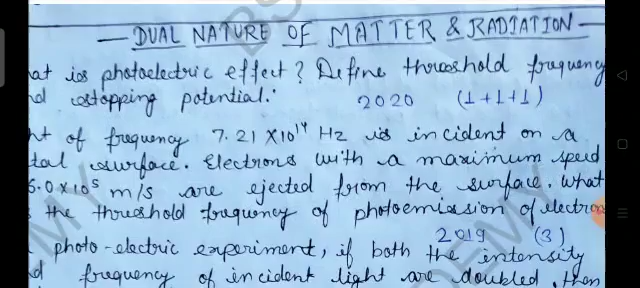 DUAL NATURE OF MATTER & RADIATION
at is photoelectric effect? Define threshold frequency
nd stopping potential. 2020 (1+1+1)
ht of frequency 7.21 × 10¹⁴ Hz is incident on a
tal surface. Electrons with a maximum speed
6.0 × 10⁵ m/s are ejected from the surface. What
the threshold frequency of photoemission of electron
2019 (3)
photo-electric experiment, if both the intensity
nd frequency of incident light are doubled, then